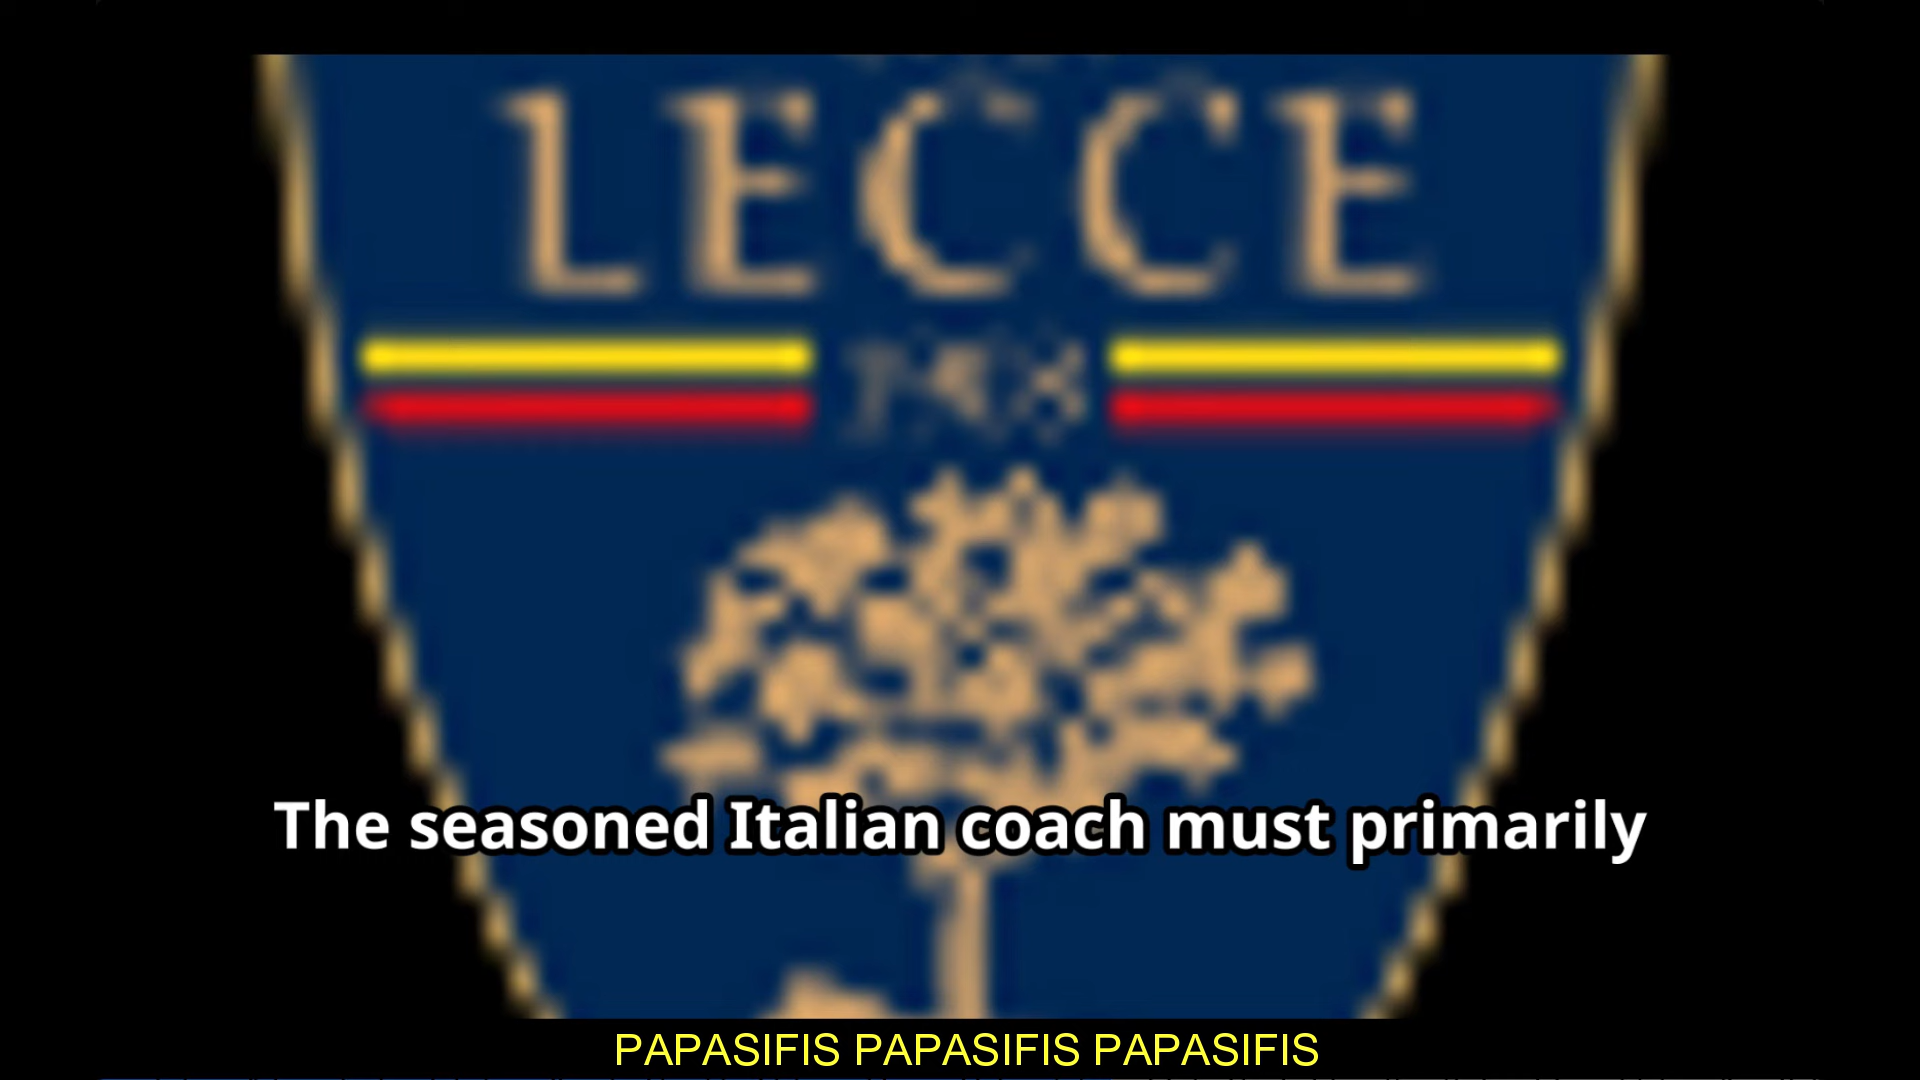 LECCE
The seasoned Italian coach must primarily
PAPASIFIS PAPASIFIS PAPASIFIS